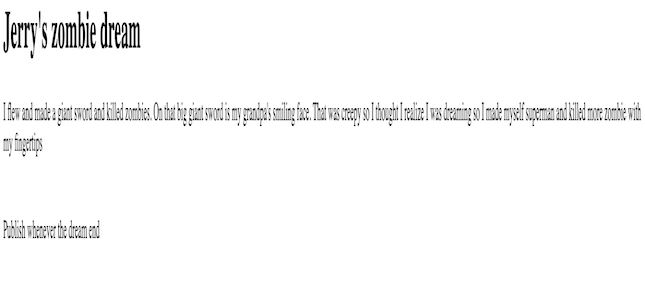 Jerry's zombie dream
I flew and made a giant sword and killed zombies. On that big giant sword is my grandpa's smiling face. That was creepy so I thought I realize I was dreaming so I made myself superman and killed more zombie with
my fingertips
Publish whenever the dream end